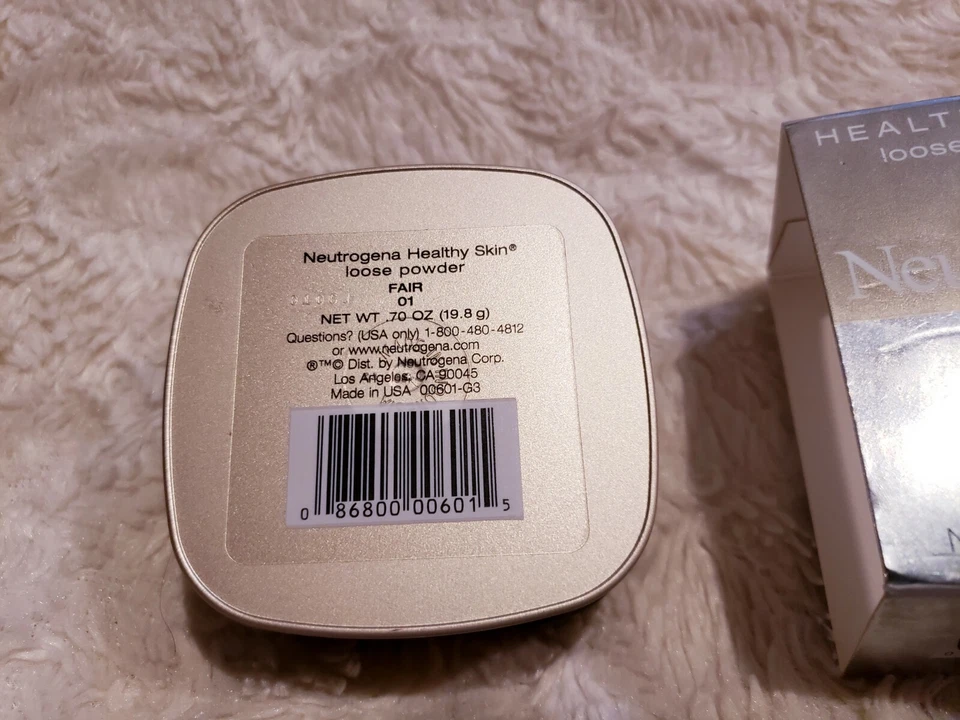 Neutrogena Healthy Skin®
loose powder
FAIR
01
NET WT .70 OZ (19.8 g)
Questions? (USA only) 1-800-480-4812
or www.neutrogena.com
®™© Dist. by Neutrogena Corp.
Los Angeles, CA 90045
Made in USA 00601-G3
0 86800 00601 5
HEALT
loose
Neu
N